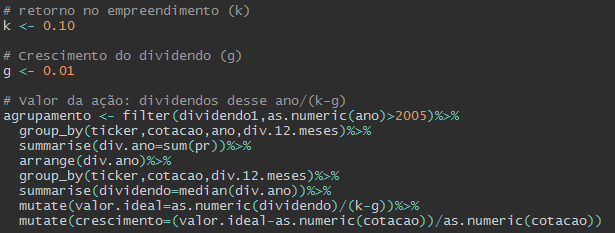 # retorno no empreendimento (k)
k <- 0.10
# Crescimento do dividendo (g)
g <- 0.01
# Valor da ação: dividendos desse ano/(k-g)
agrupamento <- filter(dividendo1,as.numeric(ano)>2005)%>%
group_by(ticker,cotacao,ano,div.12.meses)%>%
summarise(div.ano=sum(pr))%>%
arrange(div.ano)%>%
group_by(ticker,cotacao,div.12.meses)%>%
summarise(dividendo=median(div.ano))%>%
mutate(valor.ideal=as.numeric(dividendo)/(k-g))%>%
mutate(crescimento=(valor.ideal-as.numeric(cotacao))/as.numeric(cotacao))